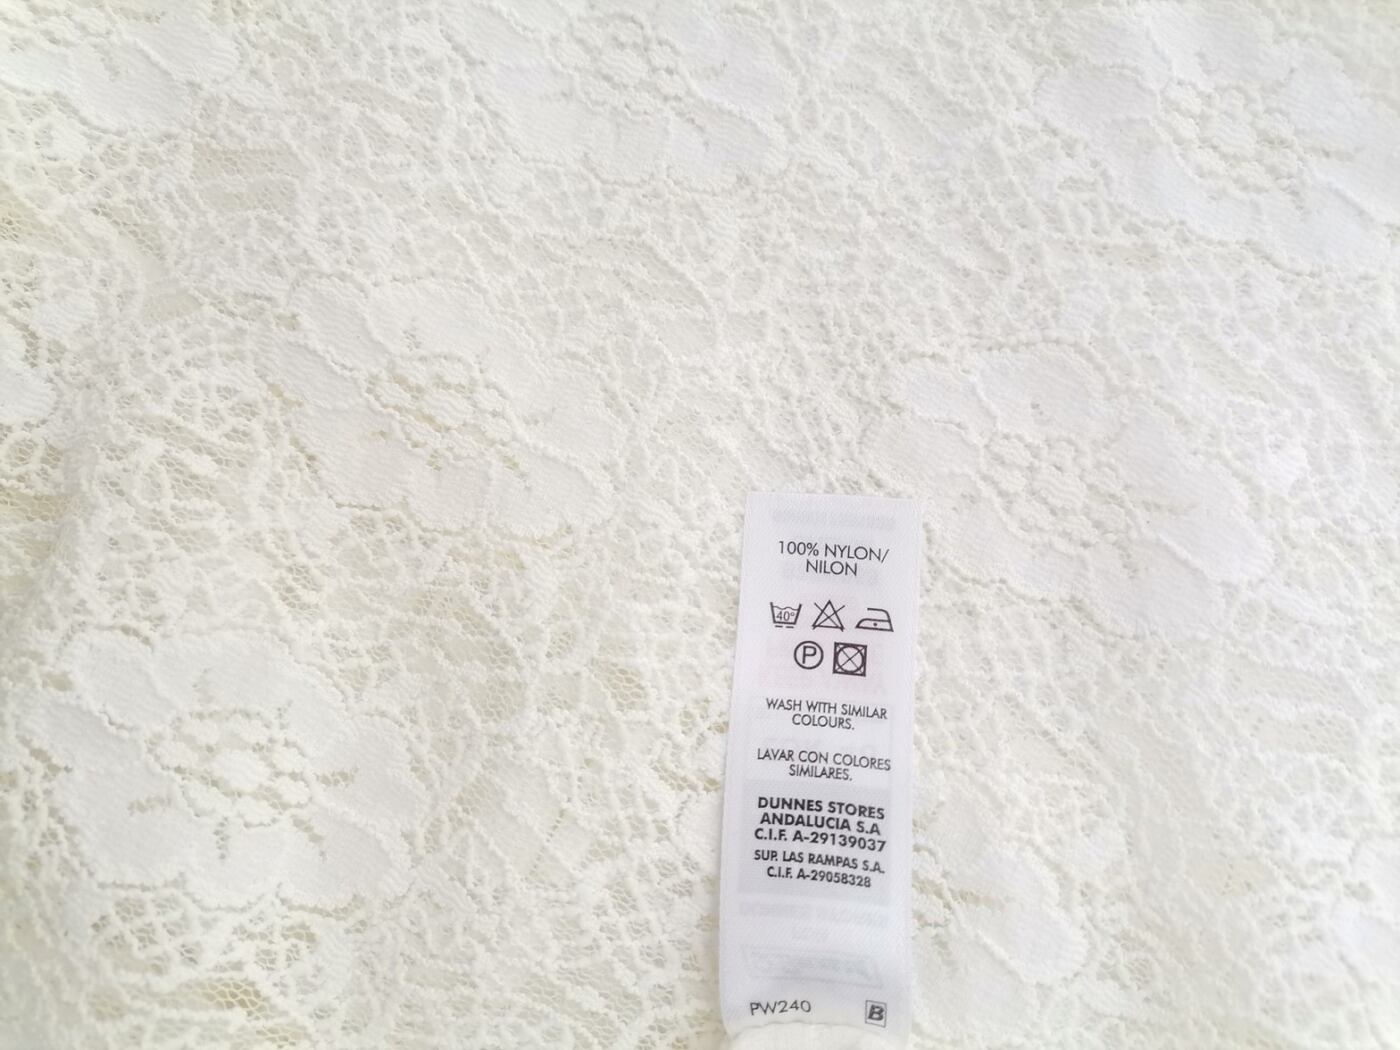 100% NYLON/
NILON
40°
P
WASH WITH SIMILAR
COLOURS.
LAVAR CON COLORES
SIMILARES.
DUNNES STORES
ANDALUCIA S.A
C.I.F. A-29139037
SUP. LAS RAMPAS S.A.
C.I.F. A-29058328
PW240 B